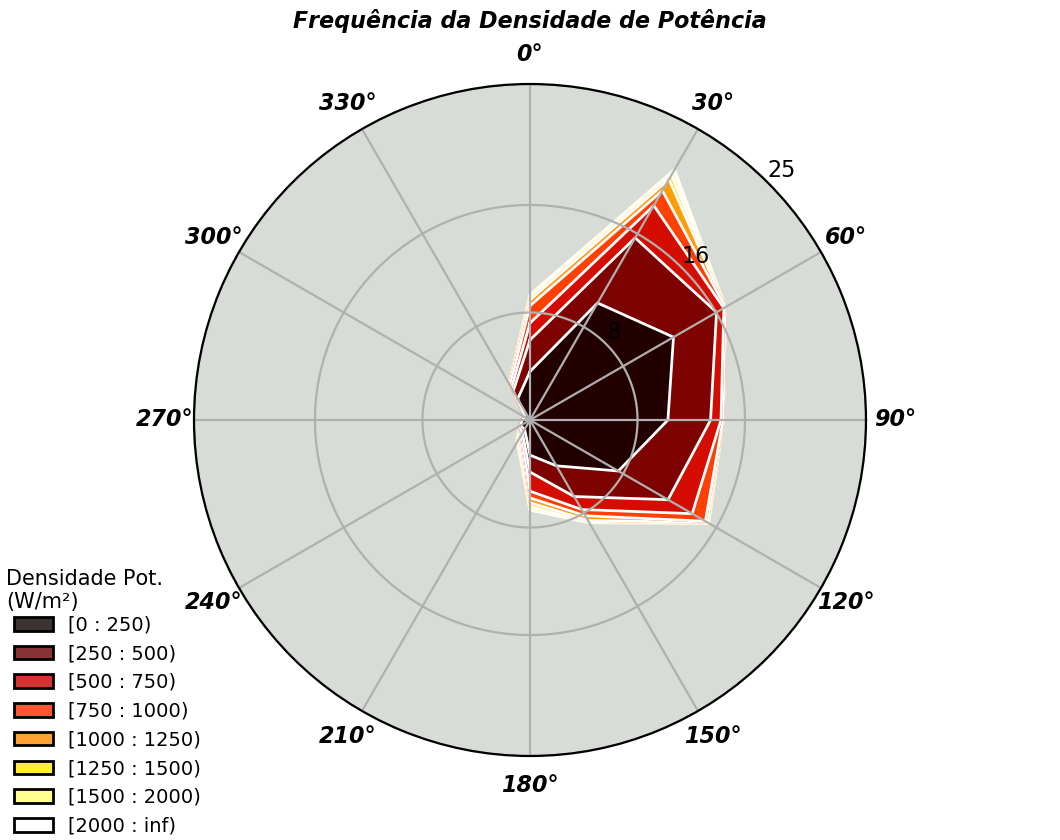 Frequência da Densidade de Potência
0°
330°
30°
25
300°
60°
16
8
270°
90°
240°
120°
210°
150°
180°
Densidade Pot.
(W/m²)
[0 : 250)
[250 : 500)
[500 : 750)
[750 : 1000)
[1000 : 1250)
[1250 : 1500)
[1500 : 2000)
[2000 : inf)